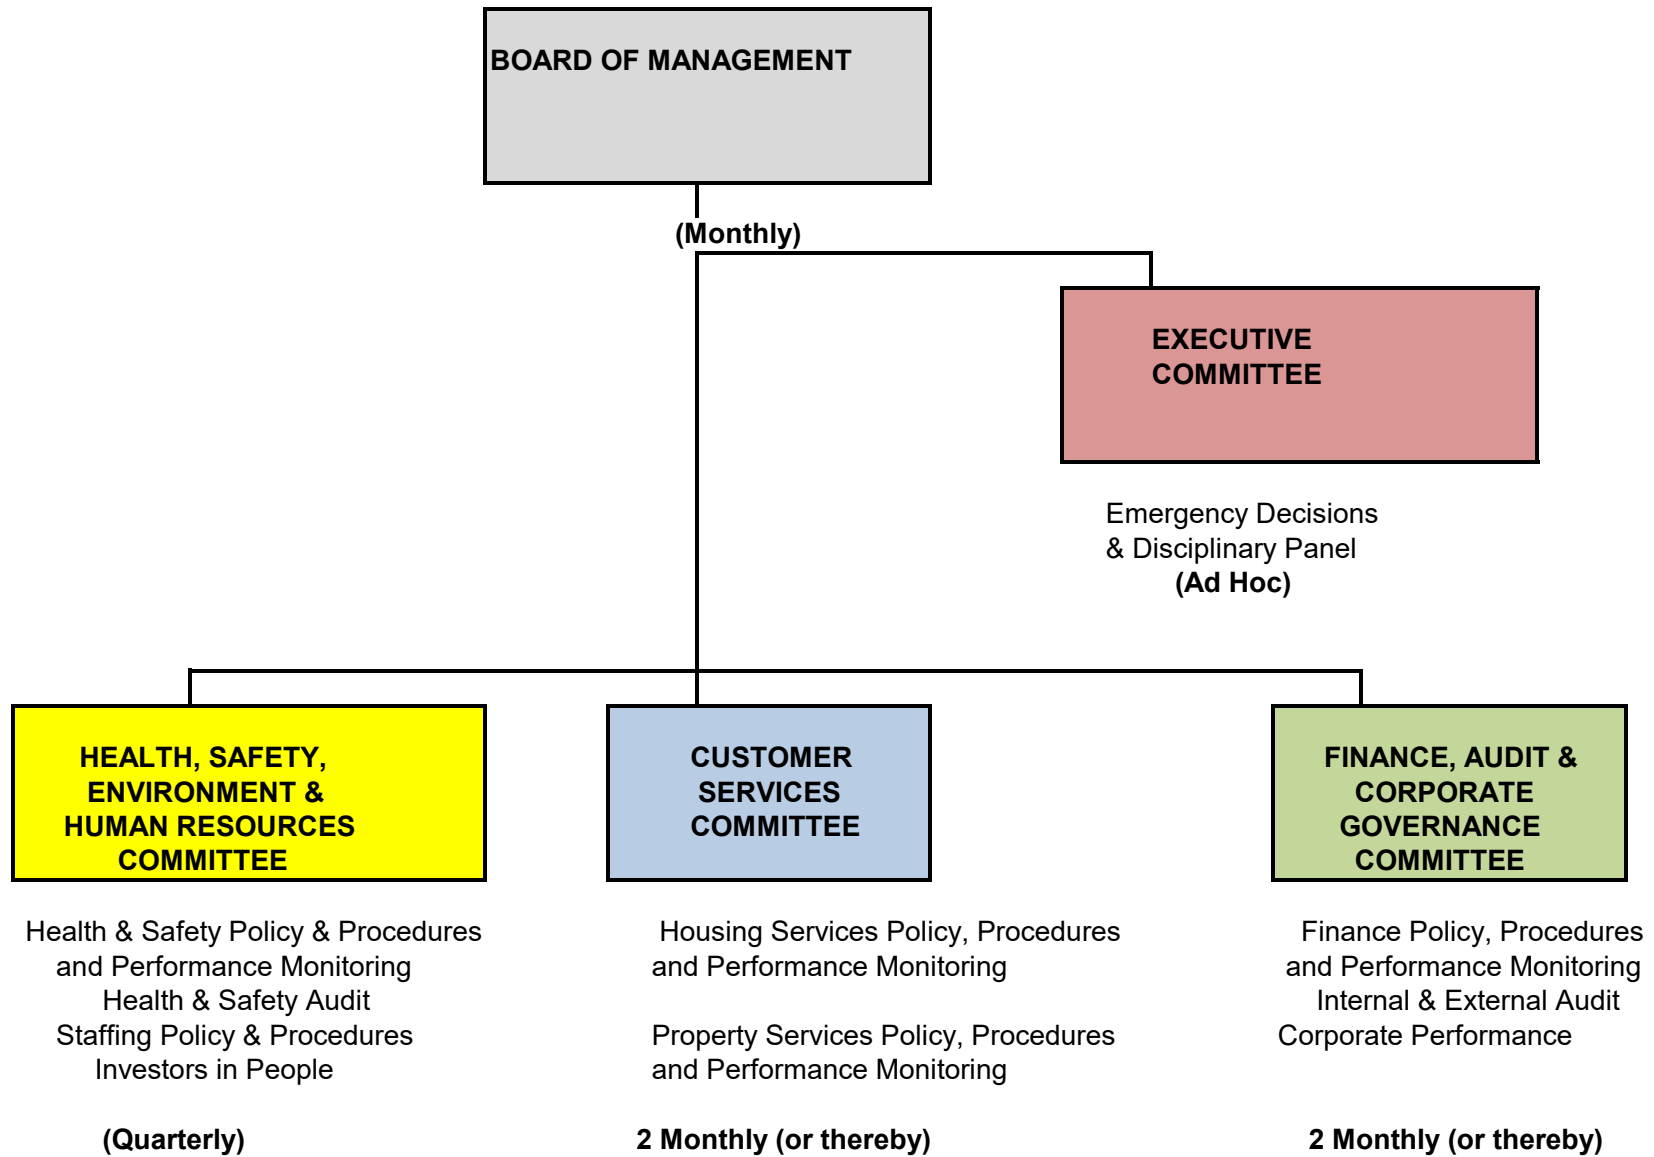 BOARD OF MANAGEMENT
(Monthly)
EXECUTIVE
COMMITTEE
Emergency Decisions
& Disciplinary Panel
(Ad Hoc)
HEALTH, SAFETY,
ENVIRONMENT &
HUMAN RESOURCES
COMMITTEE
Health & Safety Policy & Procedures
and Performance Monitoring
Health & Safety Audit
Staffing Policy & Procedures
Investors in People
(Quarterly)
CUSTOMER
SERVICES
COMMITTEE
Housing Services Policy, Procedures
and Performance Monitoring
Property Services Policy, Procedures
and Performance Monitoring
2 Monthly (or thereby)
FINANCE, AUDIT &
CORPORATE
GOVERNANCE
COMMITTEE
Finance Policy, Procedures
and Performance Monitoring
Internal & External Audit
Corporate Performance
2 Monthly (or thereby)